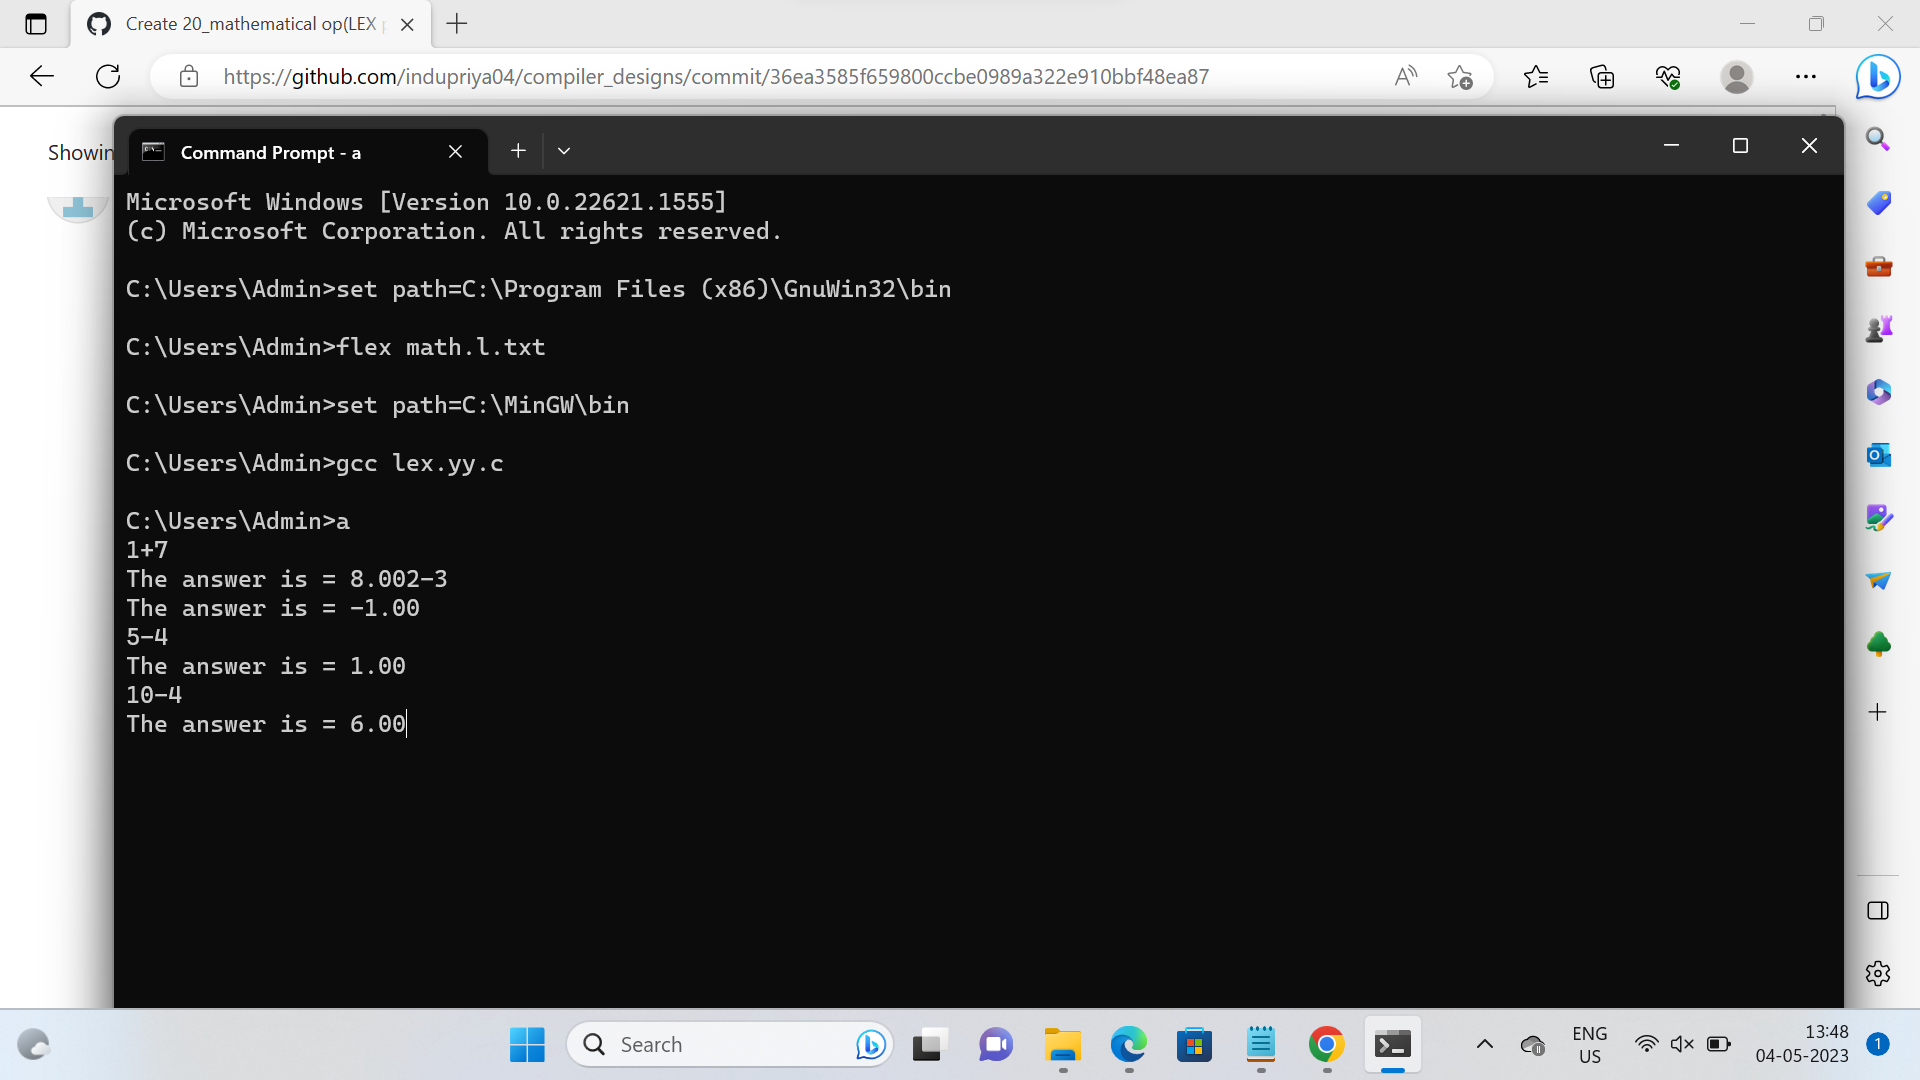 Create 20_mathematical op(LEX
https://github.com/indupriya04/compiler_designs/commit/36ea3585f659800ccbe0989a322e910bbf48ea87
Showin
Command Prompt - a
Microsoft Windows [Version 10.0.22621.1555]
(c) Microsoft Corporation. All rights reserved.
C:\Users\Admin>set path=C:\Program Files (x86)\GnuWin32\bin
C:\Users\Admin>flex math.l.txt
C:\Users\Admin>set path=C:\MinGW\bin
C:\Users\Admin>gcc lex.yy.c
C:\Users\Admin>a
1+7
The answer is = 8.002-3
The answer is = -1.00
5-4
The answer is = 1.00
10-4
The answer is = 6.00
Search
ENG
US
13:48
04-05-2023
1